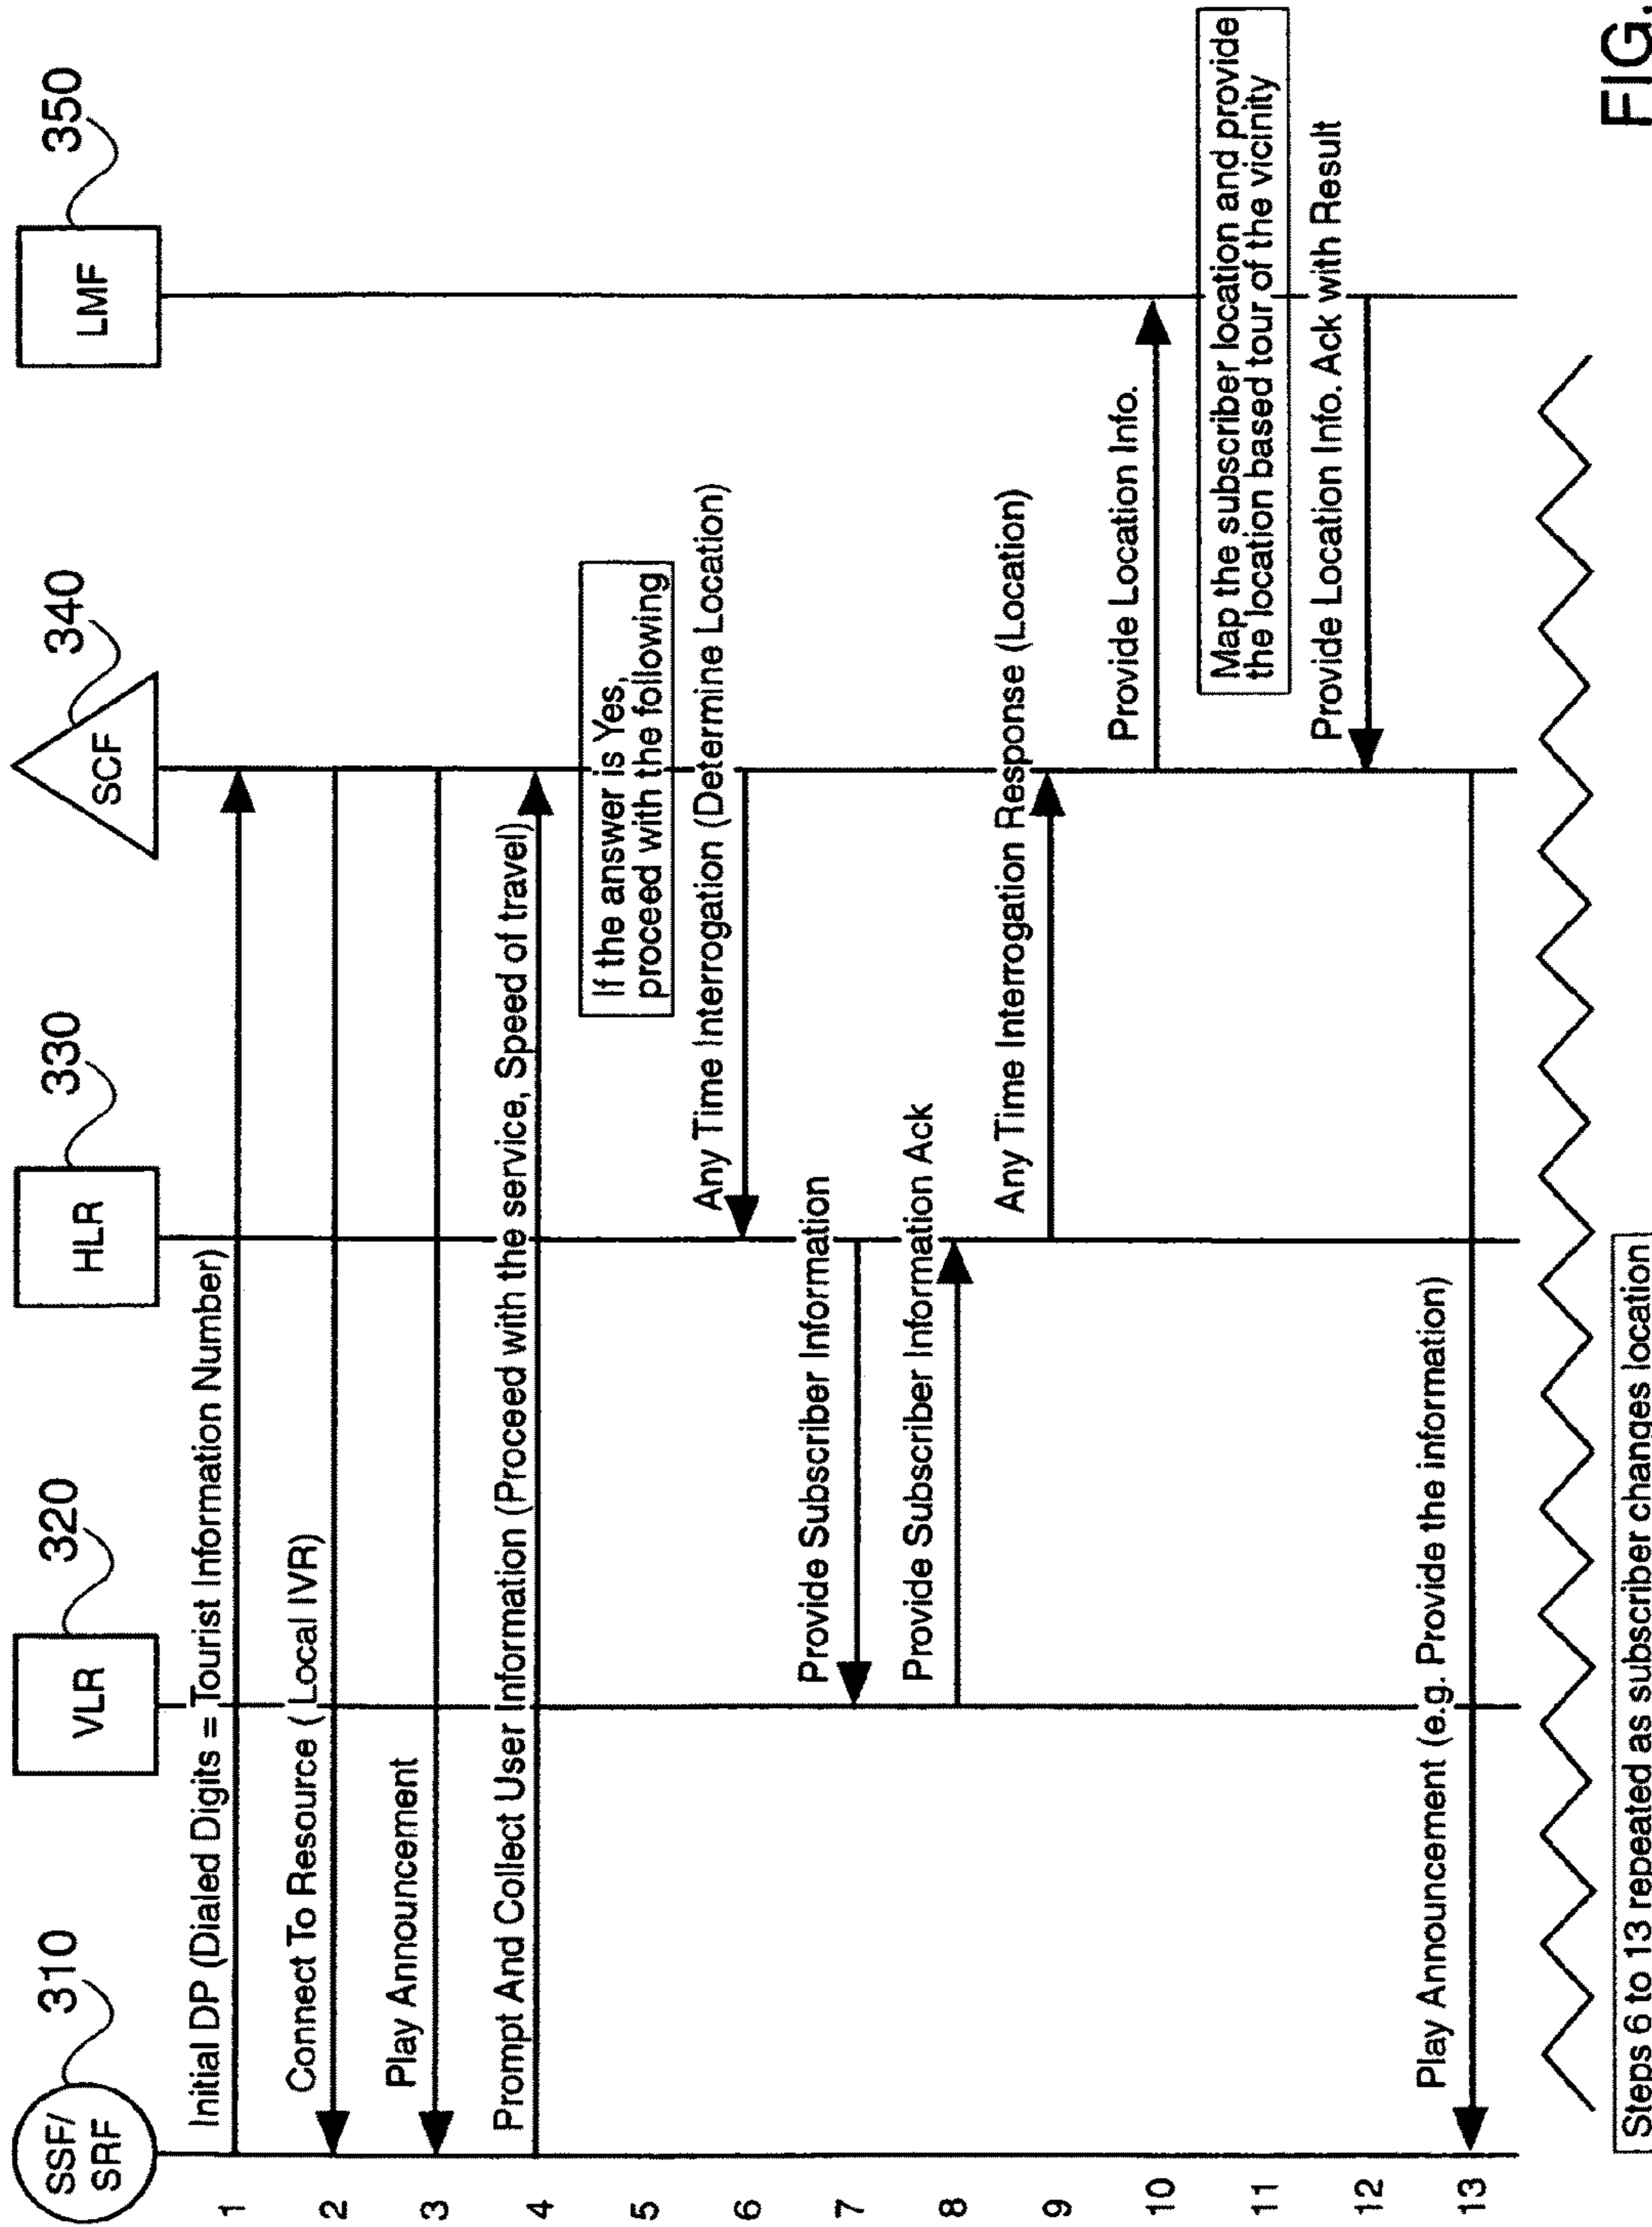 310
320
330
340
350
SSF/
SRF
VLR
HLR
SCF
LMF
1
Initial DP (Dialed Digits = Tourist Information Number)
2
Connect To Resource ( Local IVR)
3
Play Announcement
4
Prompt And Collect User Information (Proceed with the service, Speed of travel)
5
If the answer is Yes,
proceed with the following
6
Any Time Interrogation (Determine Location)
7
Provide Subscriber Information
8
Provide Subscriber Information Ack
9
Any Time Interrogation Response (Location)
10
Provide Location Info.
11
Map the subscriber location and provide
the location based tour of the vicinity
12
Provide Location Info. Ack with Result
13
Play Announcement (e.g. Provide the information)
Steps 6 to 13 repeated as subscriber changes location
FIG.